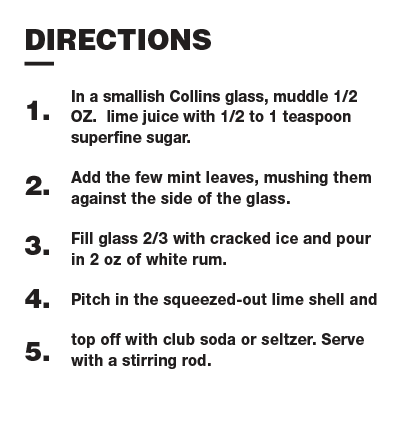 DIRECTIONS
1. In a smallish Collins glass, muddle 1/2
OZ.  lime juice with 1/2 to 1 teaspoon
superfine sugar.
2. Add the few mint leaves, mushing them
against the side of the glass.
3. Fill glass 2/3 with cracked ice and pour
in 2 oz of white rum.
4. Pitch in the squeezed-out lime shell and
5. top off with club soda or seltzer. Serve
with a stirring rod.